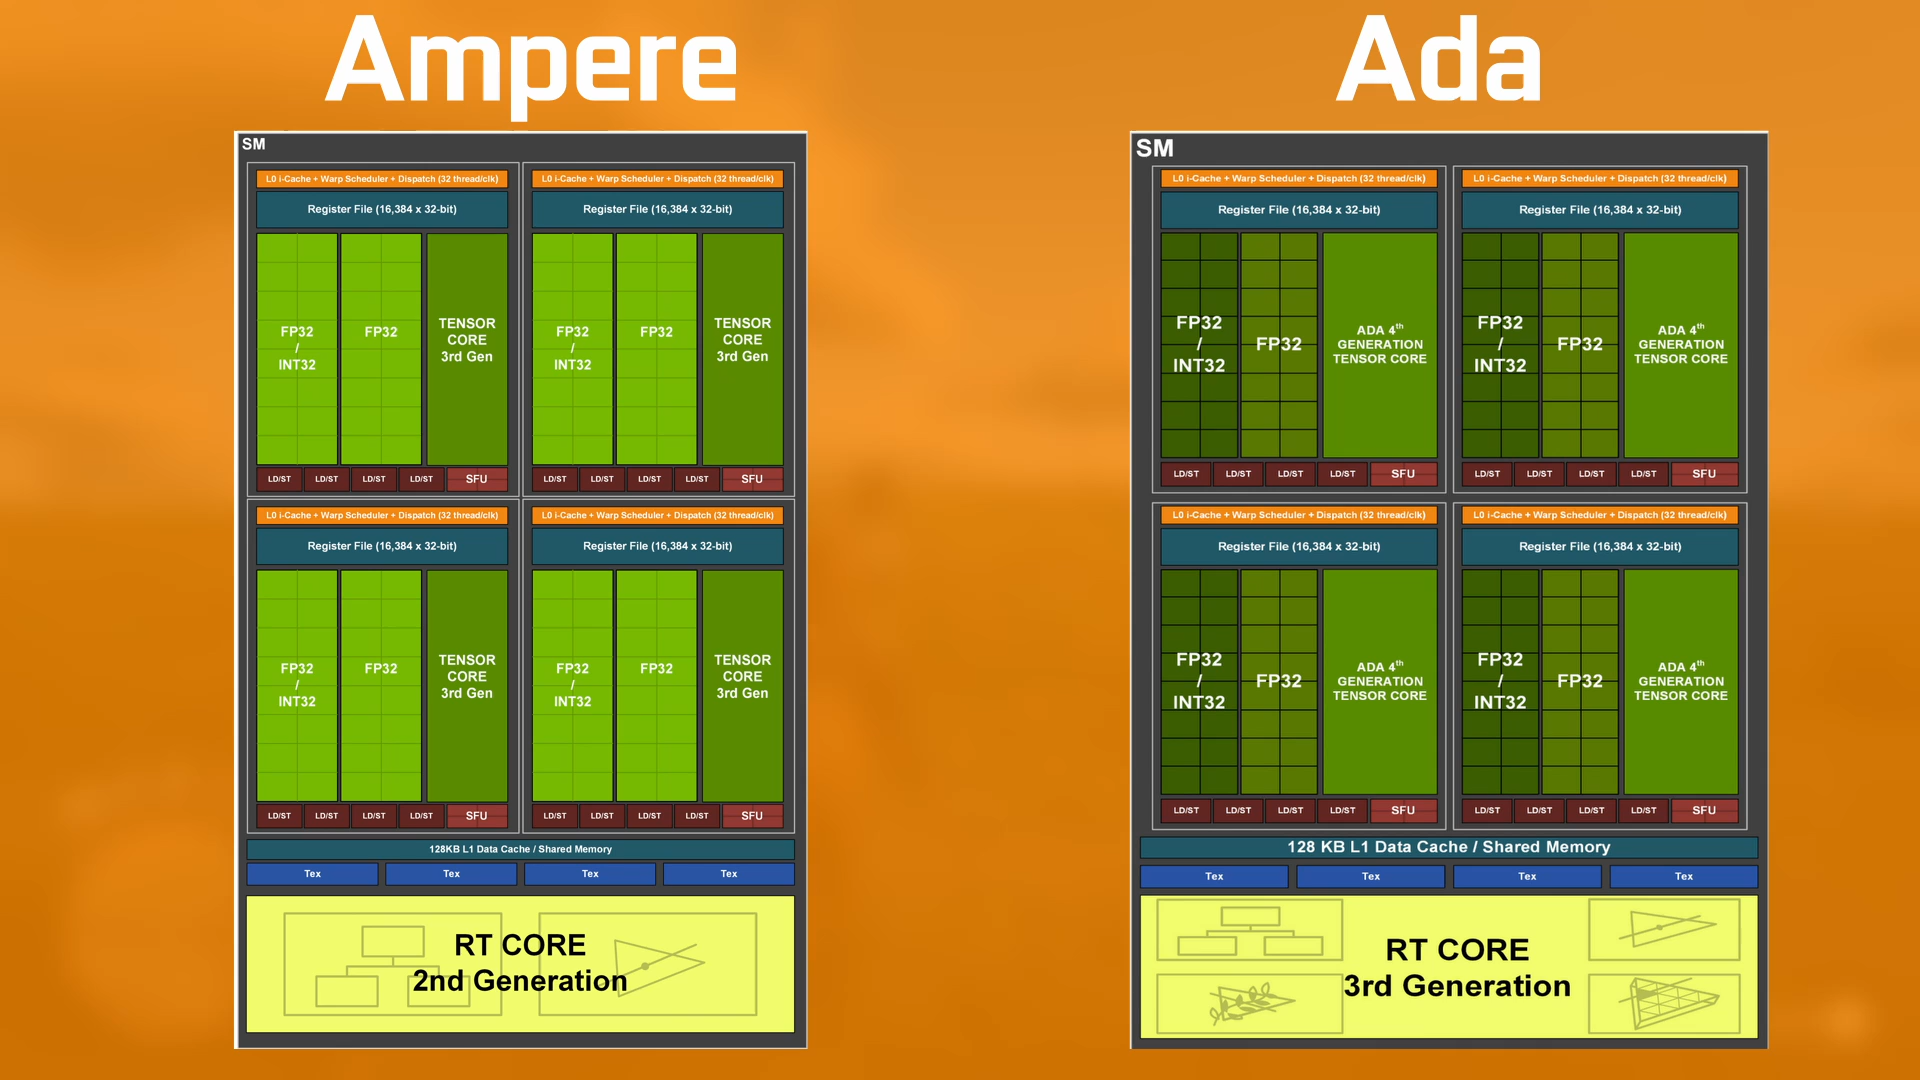 Ampere
SM
L0 i-Cache + Warp Scheduler + Dispatch (32 thread/clk)
Register File (16,384 x 32-bit)
FP32
/
INT32
FP32
TENSOR
CORE
3rd Gen
LD/ST LD/ST LD/ST LD/ST SFU
L0 i-Cache + Warp Scheduler + Dispatch (32 thread/clk)
Register File (16,384 x 32-bit)
FP32
/
INT32
FP32
TENSOR
CORE
3rd Gen
LD/ST LD/ST LD/ST LD/ST SFU
L0 i-Cache + Warp Scheduler + Dispatch (32 thread/clk)
Register File (16,384 x 32-bit)
FP32
/
INT32
FP32
TENSOR
CORE
3rd Gen
LD/ST LD/ST LD/ST LD/ST SFU
L0 i-Cache + Warp Scheduler + Dispatch (32 thread/clk)
Register File (16,384 x 32-bit)
FP32
/
INT32
FP32
TENSOR
CORE
3rd Gen
LD/ST LD/ST LD/ST LD/ST SFU
128KB L1 Data Cache / Shared Memory
Tex Tex Tex Tex
RT CORE
2nd Generation
Ada
SM
L0 i-Cache + Warp Scheduler + Dispatch (32 thread/clk)
Register File (16,384 x 32-bit)
FP32
/
INT32
FP32
ADA 4th
GENERATION
TENSOR CORE
LD/ST LD/ST LD/ST LD/ST SFU
L0 i-Cache + Warp Scheduler + Dispatch (32 thread/clk)
Register File (16,384 x 32-bit)
FP32
/
INT32
FP32
ADA 4th
GENERATION
TENSOR CORE
LD/ST LD/ST LD/ST LD/ST SFU
L0 i-Cache + Warp Scheduler + Dispatch (32 thread/clk)
Register File (16,384 x 32-bit)
FP32
/
INT32
FP32
ADA 4th
GENERATION
TENSOR CORE
LD/ST LD/ST LD/ST LD/ST SFU
L0 i-Cache + Warp Scheduler + Dispatch (32 thread/clk)
Register File (16,384 x 32-bit)
FP32
/
INT32
FP32
ADA 4th
GENERATION
TENSOR CORE
LD/ST LD/ST LD/ST LD/ST SFU
128 KB L1 Data Cache / Shared Memory
Tex Tex Tex Tex
RT CORE
3rd Generation